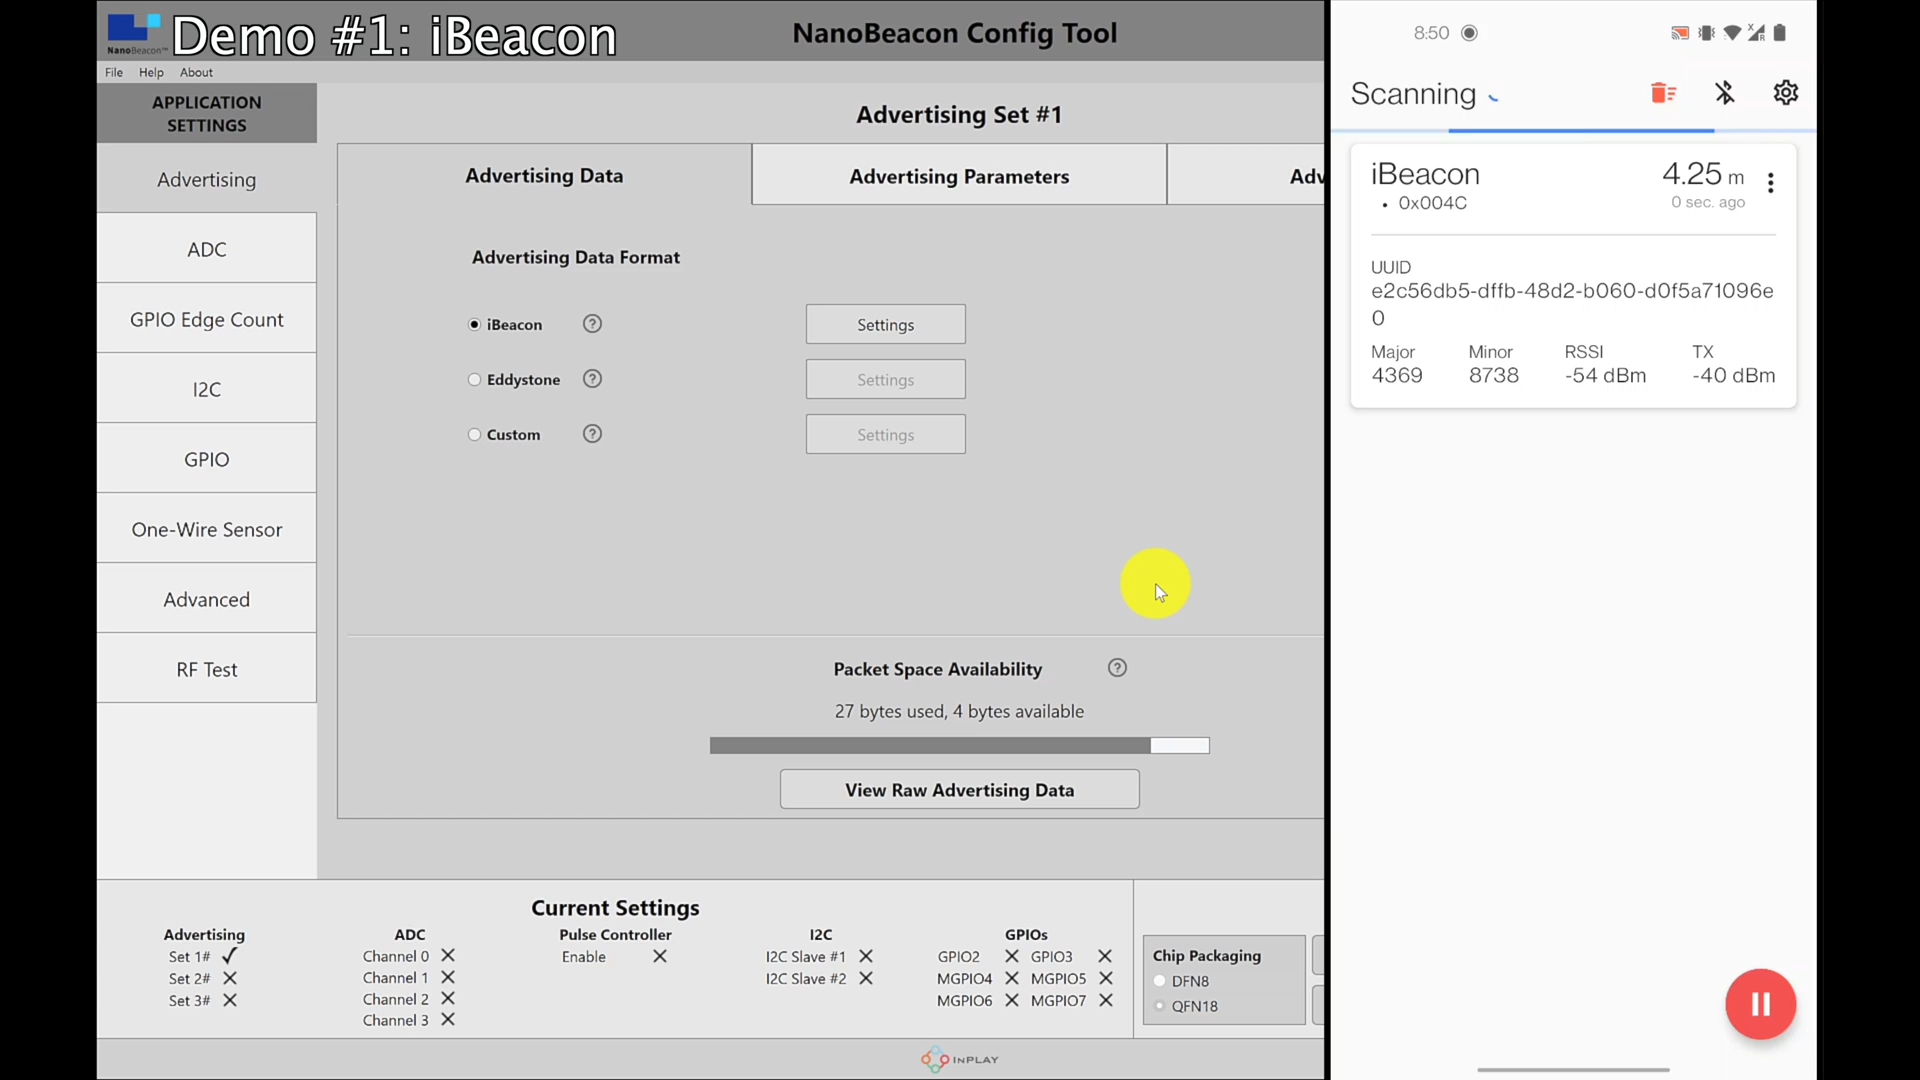 Demo #1: iBeacon
NanoBeacon™
NanoBeacon Config Tool
File Help About
APPLICATION
SETTINGS
Advertising
ADC
GPIO Edge Count
I2C
GPIO
One-Wire Sensor
Advanced
RF Test
Advertising Set #1
Advertising Data
Advertising Parameters
Adv
Advertising Data Format
iBeacon ? Settings
Eddystone ? Settings
Custom ? Settings
Packet Space Availability ?
27 bytes used, 4 bytes available
View Raw Advertising Data
Current Settings
Advertising
Set 1#
Set 2#
Set 3#
ADC
Channel 0
Channel 1
Channel 2
Channel 3
Pulse Controller
Enable
I2C
I2C Slave #1
I2C Slave #2
GPIOs
GPIO2 GPIO3
MGPIO4 MGPIO5
MGPIO6 MGPIO7
Chip Packaging
DFN8
QFN18
INPLAY
8:50
Scanning
iBeacon 4.25 m
• 0x004C 0 sec. ago
UUID
e2c56db5-dffb-48d2-b060-d0f5a71096e
0
Major Minor RSSI TX
4369 8738 -54 dBm -40 dBm